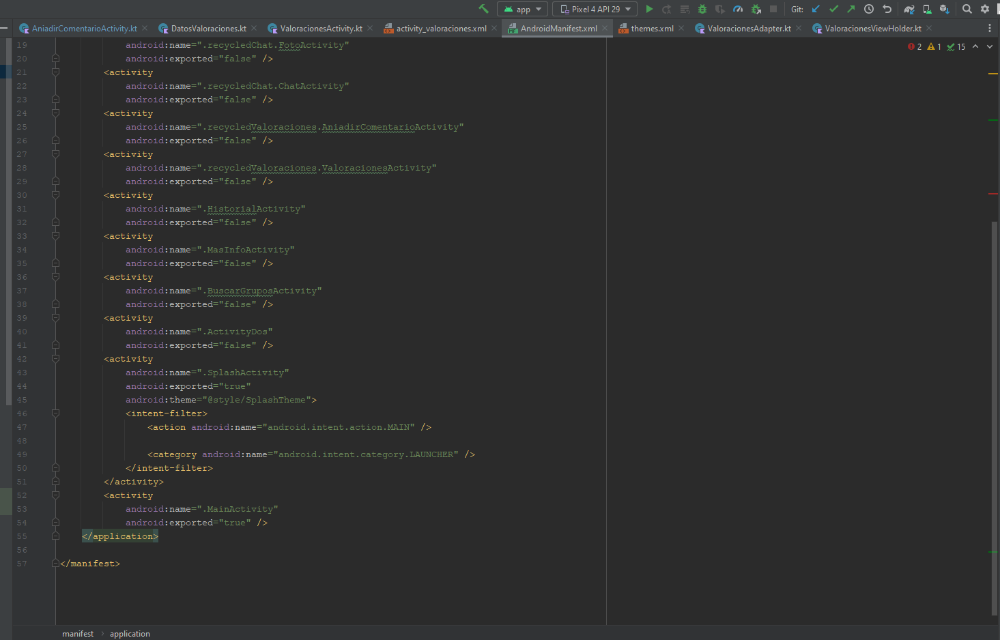 app
Pixel 4 API 29
Git:
AniadirComentarioActivity.kt
DatosValoraciones.kt
ValoracionesActivity.kt
activity_valoraciones.xml
AndroidManifest.xml
themes.xml
ValoracionesAdapter.kt
ValoracionesViewHolder.kt
2 1 15
19 android:name=".recycledChat.FotoActivity"
20 android:exported="false" />
21 <activity
22 android:name=".recycledChat.ChatActivity"
23 android:exported="false" />
24 <activity
25 android:name=".recycledValoraciones.AniadirComentarioActivity"
26 android:exported="false" />
27 <activity
28 android:name=".recycledValoraciones.ValoracionesActivity"
29 android:exported="false" />
30 <activity
31 android:name=".HistorialActivity"
32 android:exported="false" />
33 <activity
34 android:name=".MasInfoActivity"
35 android:exported="false" />
36 <activity
37 android:name=".BuscarGruposActivity"
38 android:exported="false" />
39 <activity
40 android:name=".ActivityDos"
41 android:exported="false" />
42 <activity
43 android:name=".SplashActivity"
44 android:exported="true"
45 android:theme="@style/SplashTheme">
46 <intent-filter>
47 <action android:name="android.intent.action.MAIN" />
48
49 <category android:name="android.intent.category.LAUNCHER" />
50 </intent-filter>
51 </activity>
52 <activity
53 android:name=".MainActivity"
54 android:exported="true" />
55 </application>
56
57 </manifest>
manifest
application